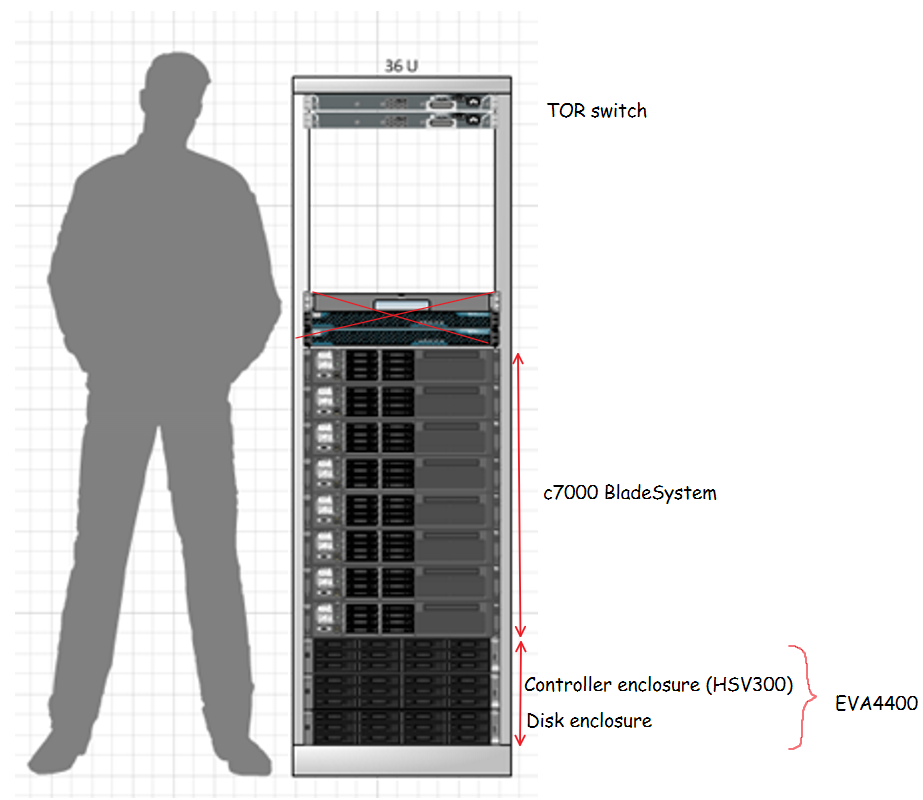 36 U
TOR switch
c7000 BladeSystem
Controller enclosure (HSV300)
Disk enclosure
EVA4400